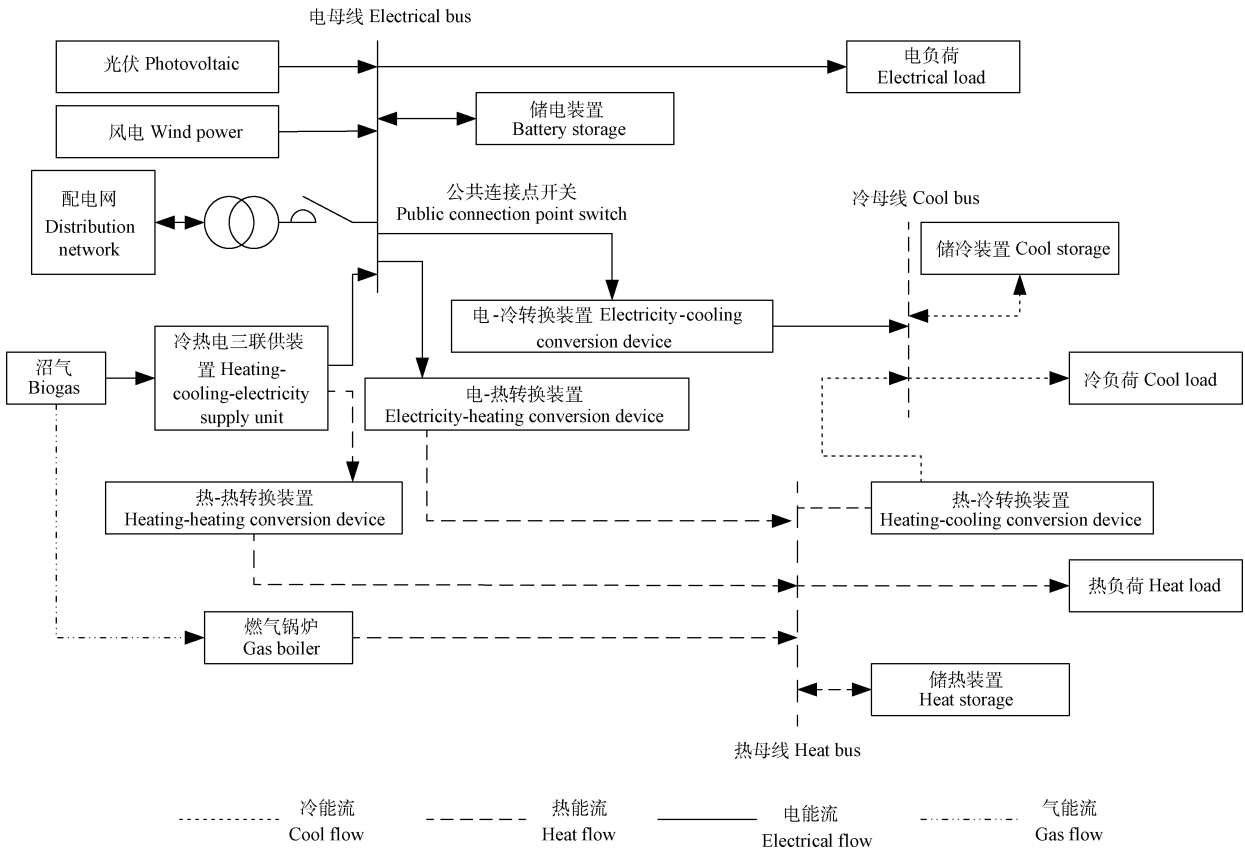 电母线 Electrical bus
光伏 Photovoltaic
电负荷
Electrical load
储电装置
Battery storage
风电 Wind power
配电网
Distribution
network
公共连接点开关
Public connection point switch
冷母线 Cool bus
储冷装置 Cool storage
电-冷转换装置 Electricity-cooling
conversion device
冷热电三联供装
置 Heating-
cooling-electricity
supply unit
沼气
Biogas
电-热转换装置
Electricity-heating conversion device
冷负荷 Cool load
热-热转换装置
Heating-heating conversion device
热-冷转换装置
Heating-cooling conversion device
热负荷 Heat load
燃气锅炉
Gas boiler
储热装置
Heat storage
热母线 Heat bus
冷能流
Cool flow
热能流
Heat flow
电能流
Electrical flow
气能流
Gas flow